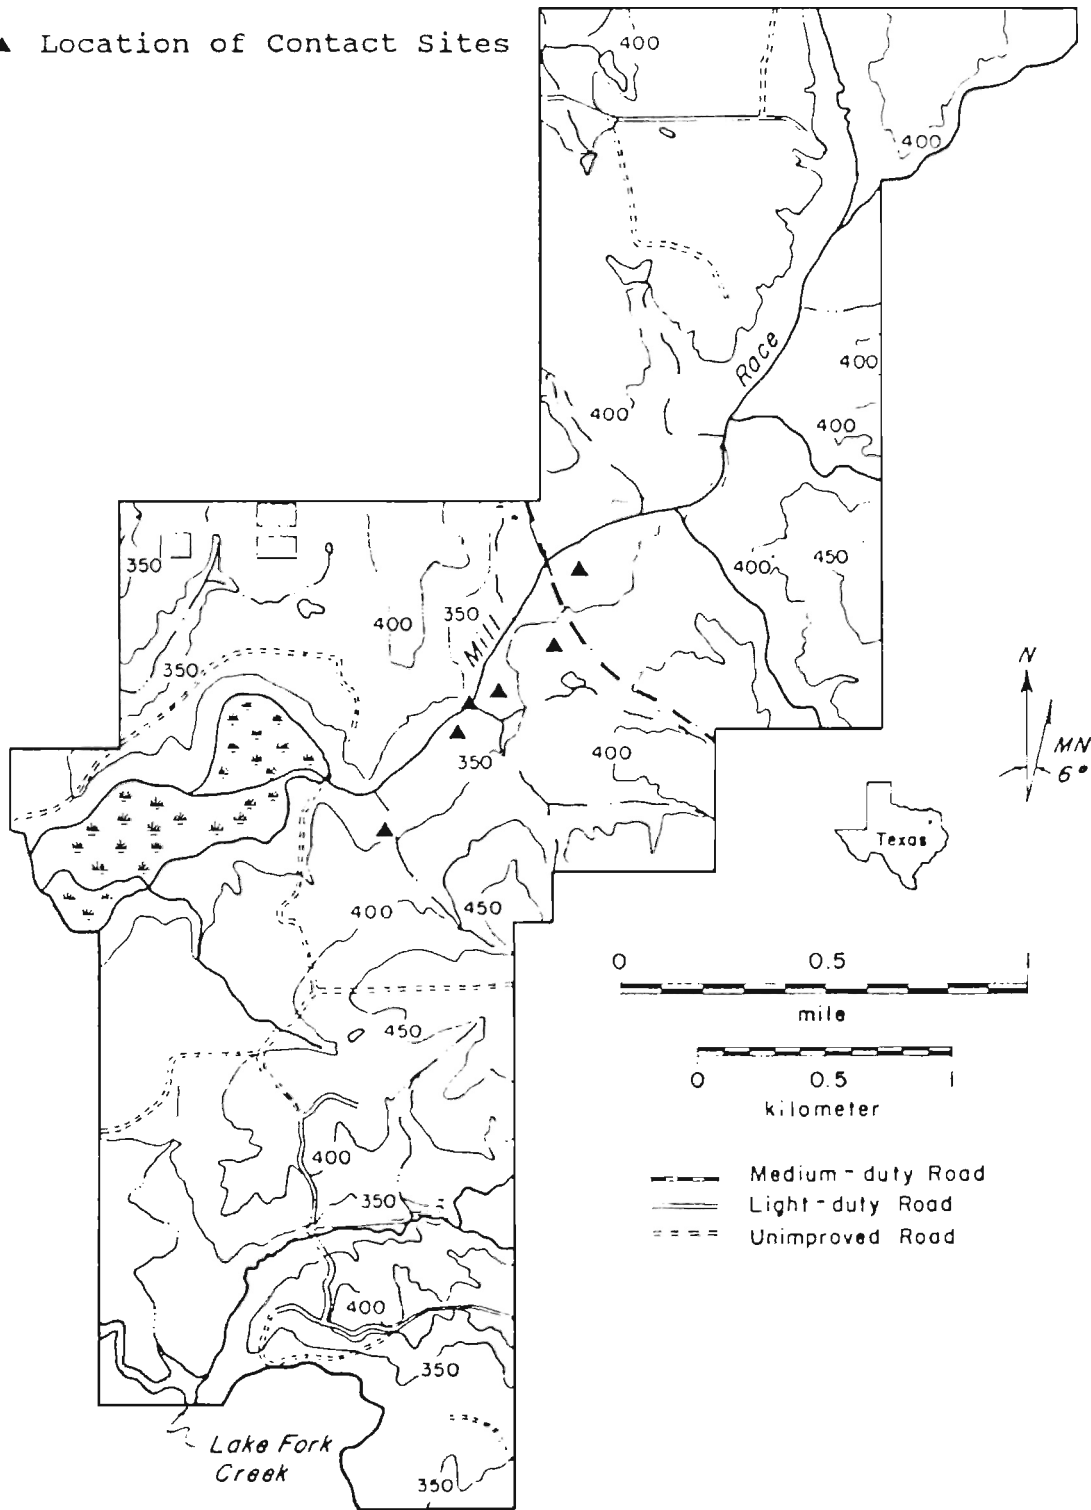 ▲ Location of Contact Sites
400
400
Race
400
400
400
350
400
450
400
350
Mill
350
400
350
N
MN
6°
Texas
400
450
0 0.5 1
mile
450
0 0.5 1
kilometer
400
350
Medium-duty Road
Light-duty Road
Unimproved Road
400
350
Lake Fork
Creek
350